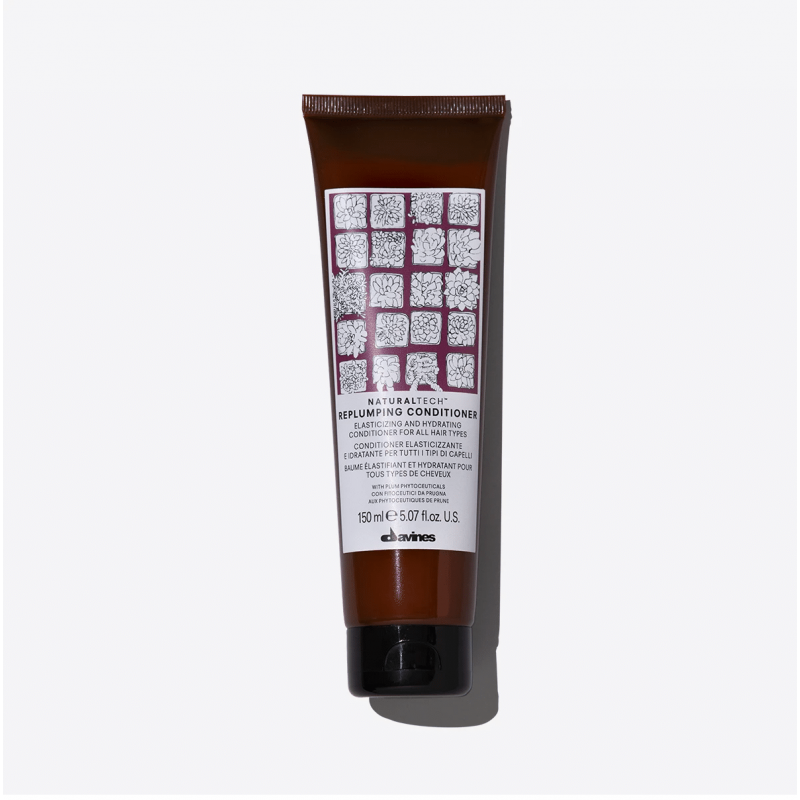 NATURALTECH™
REPLUMPING CONDITIONER
ELASTICIZING AND HYDRATING
CONDITIONER FOR ALL HAIR TYPES
CONDITIONER ELASTICIZZANTE
E IDRATANTE PER TUTTI I TIPI DI CAPELLI
BAUME ÉLASTIFIANT ET HYDRATANT POUR
TOUS TYPES DE CHEVEUX
WITH PLUM PHYTOCEUTICALS
CON FITOCEUTICI DA PRUGNA
AUX PHYTOCEUTIQUES DE PRUNE
150 ml ℮ 5.07 fl.oz. U.S.
davines